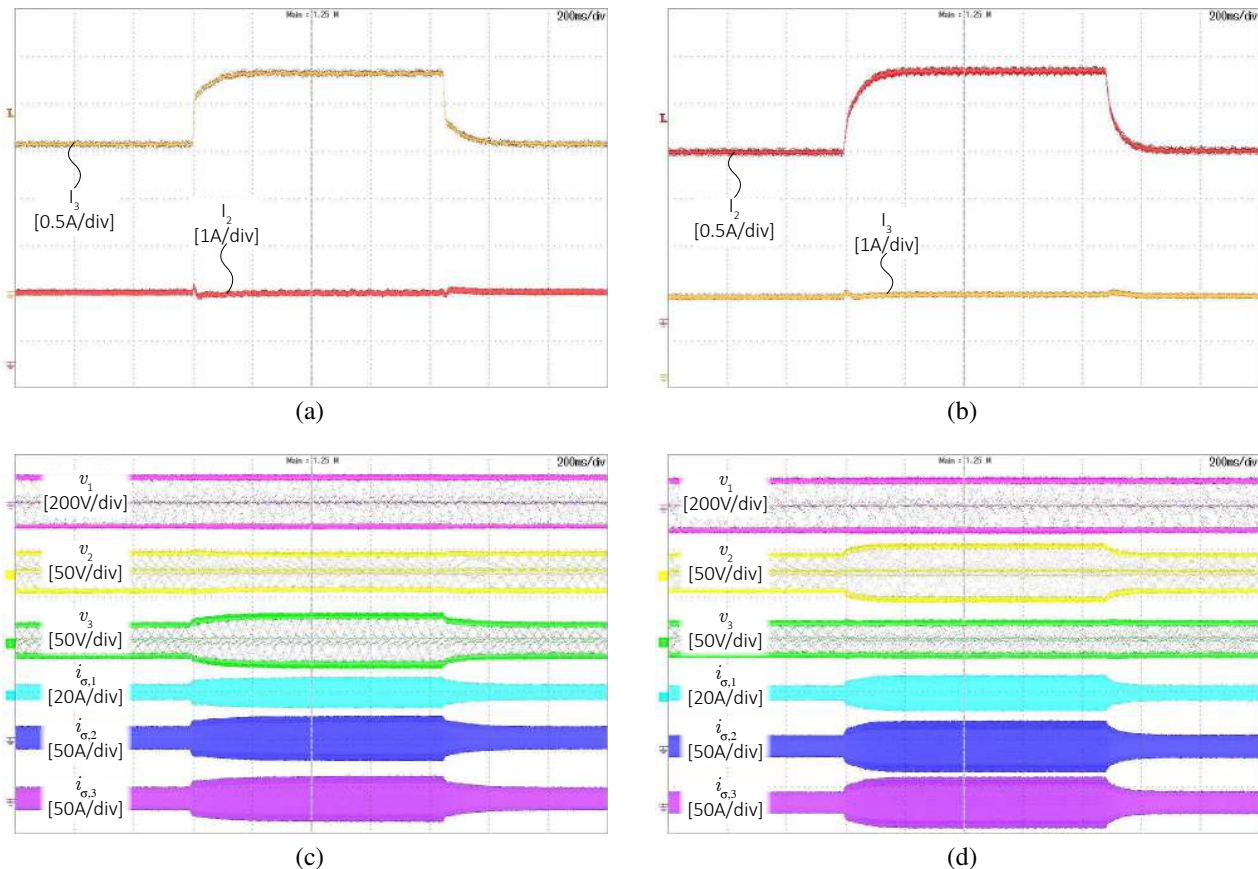 Main : 1.25 M 200ms/div
I3
[0.5A/div]
I2
[1A/div]
(a)
Main : 1.25 M 200ms/div
I2
[0.5A/div]
I3
[1A/div]
(b)
Main : 1.25 M 200ms/div
v1
[200V/div]
v2
[50V/div]
v3
[50V/div]
iσ,1
[20A/div]
iσ,2
[50A/div]
iσ,3
[50A/div]
(c)
Main : 1.25 M 200ms/div
v1
[200V/div]
v2
[50V/div]
v3
[50V/div]
iσ,1
[20A/div]
iσ,2
[50A/div]
iσ,3
[50A/div]
(d)